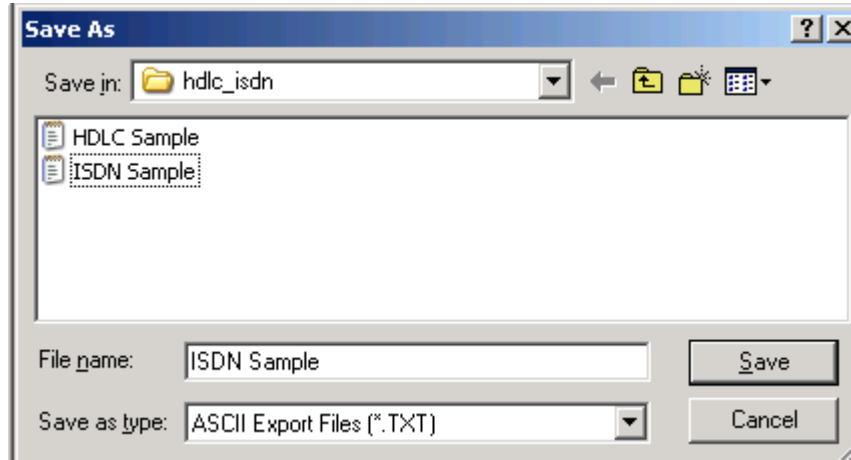 Save As
Save in: hdlc_isdn
HDLC Sample
ISDN Sample
File name: ISDN Sample Save
Save as type: ASCII Export Files (*.TXT) Cancel